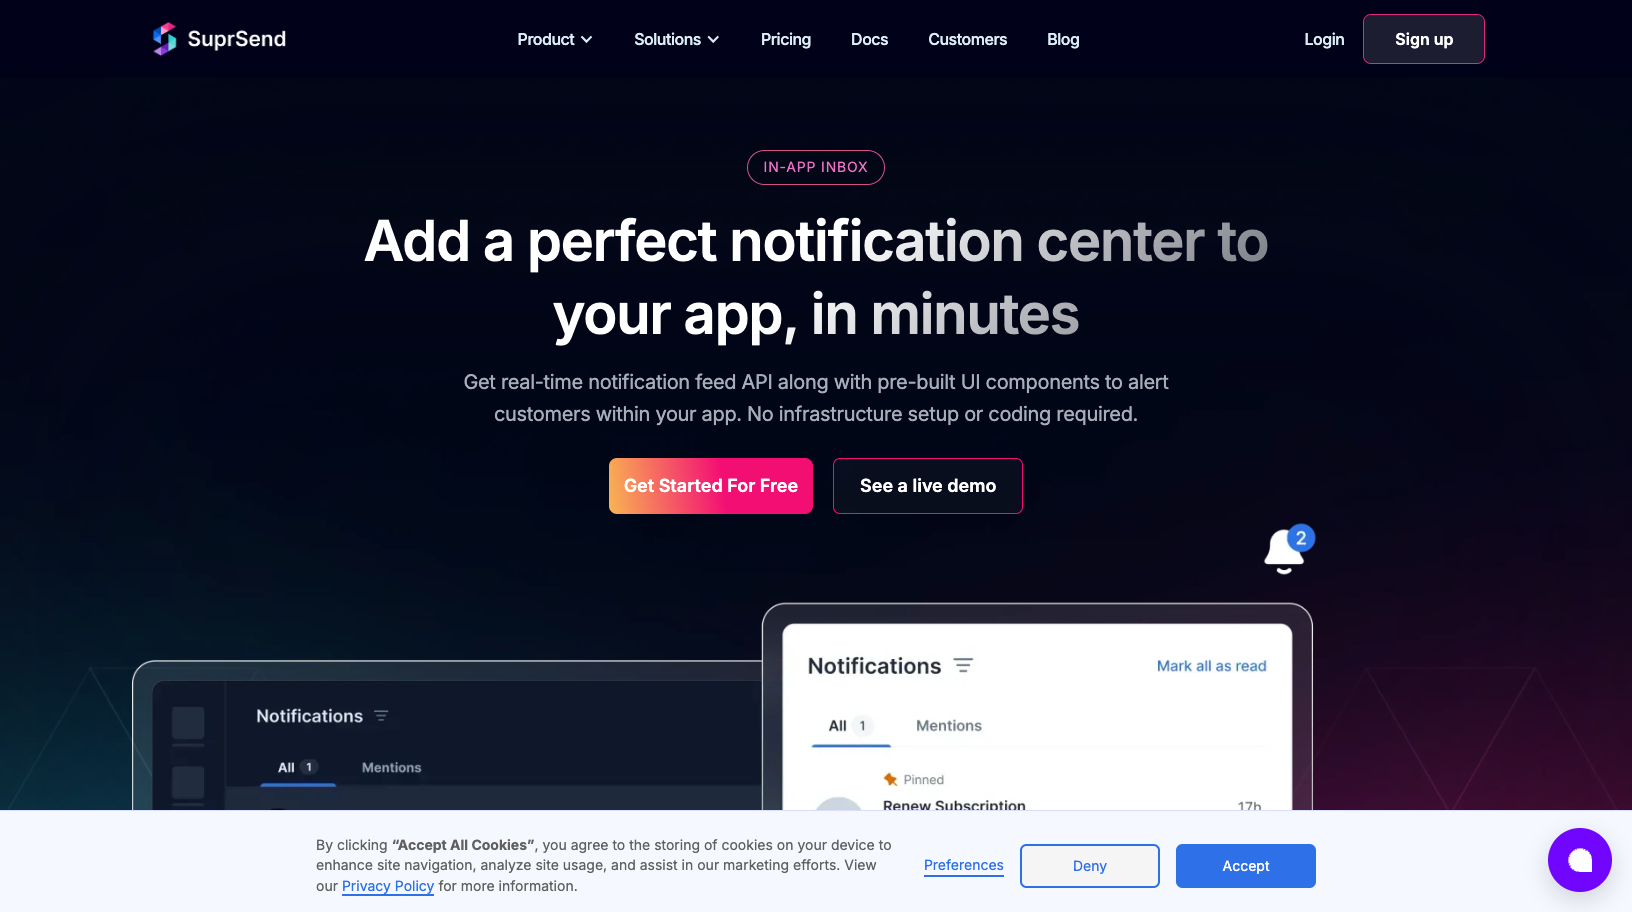 SuprSend
Product
Solutions
Pricing
Docs
Customers
Blog
Login
Sign up
IN-APP INBOX
Add a perfect notification center to
your app, in minutes
Get real-time notification feed API along with pre-built UI components to alert
customers within your app. No infrastructure setup or coding required.
Get Started For Free
See a live demo
2
Notifications
Mark all as read
All 1
Mentions
Pinned
Renew Subscription
17h
Notifications
All 1
Mentions
By clicking “Accept All Cookies”, you agree to the storing of cookies on your device to
enhance site navigation, analyze site usage, and assist in our marketing efforts. View
our Privacy Policy for more information.
Preferences
Deny
Accept